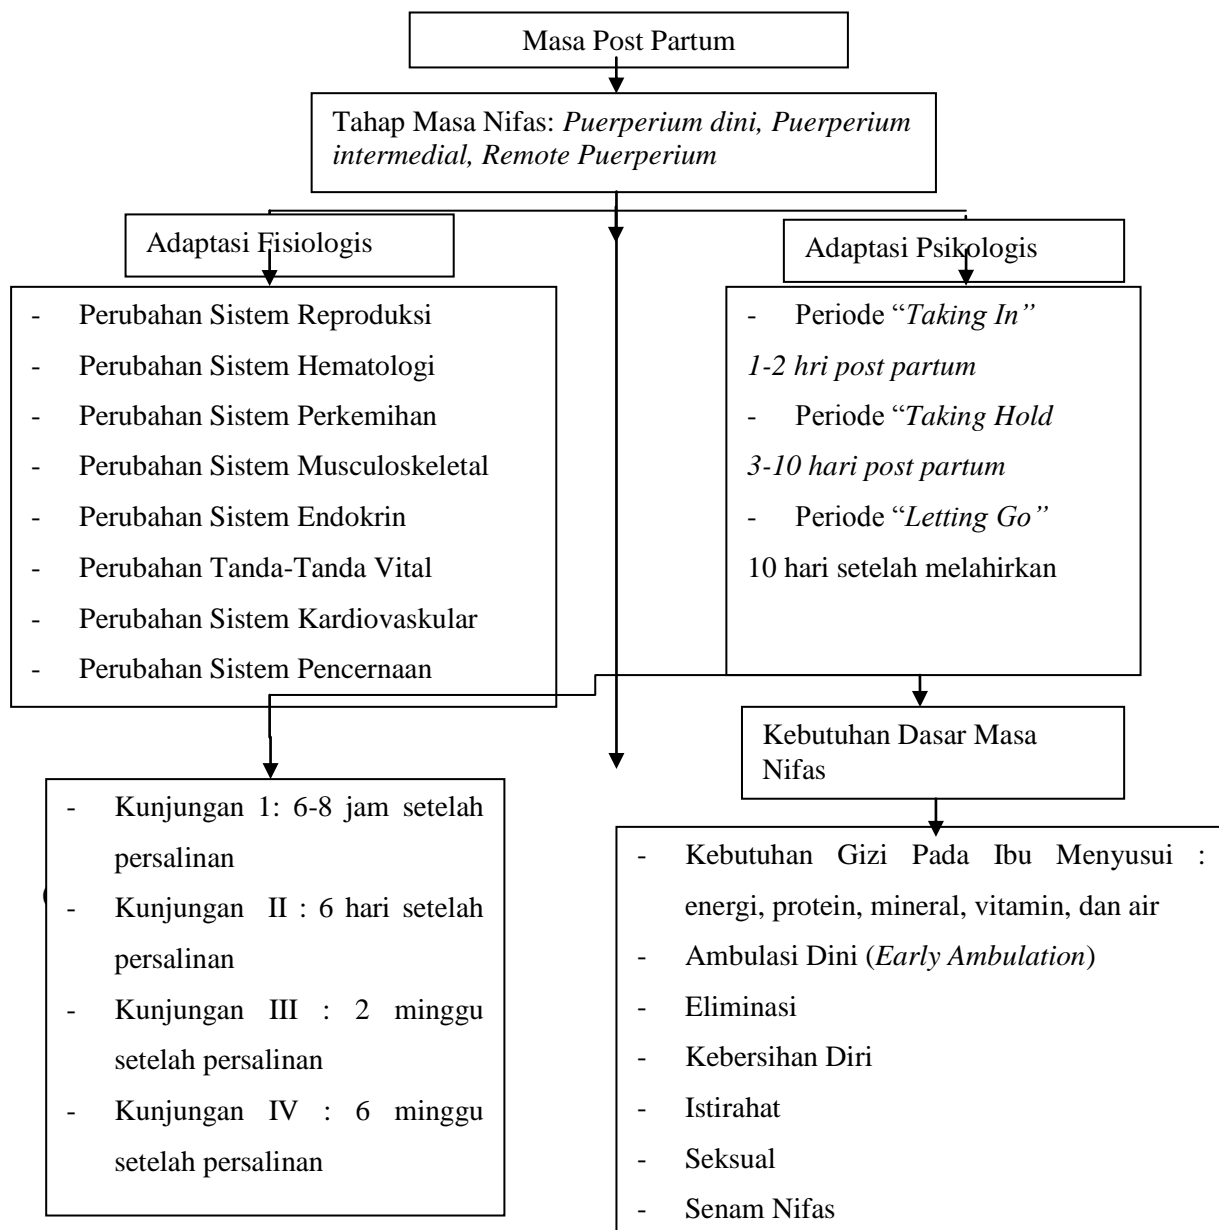 Masa Post Partum
Tahap Masa Nifas: Puerperium dini, Puerperium
intermedial, Remote Puerperium
Adaptasi Fisiologis
- Perubahan Sistem Reproduksi
- Perubahan Sistem Hematologi
- Perubahan Sistem Perkemihan
- Perubahan Sistem Musculoskeletal
- Perubahan Sistem Endokrin
- Perubahan Tanda-Tanda Vital
- Perubahan Sistem Kardiovaskular
- Perubahan Sistem Pencernaan
Adaptasi Psikologis
- Periode “Taking In”
1-2 hri post partum
- Periode “Taking Hold
3-10 hari post partum
- Periode “Letting Go”
10 hari setelah melahirkan
- Kunjungan 1: 6-8 jam setelah
persalinan
- Kunjungan II : 6 hari setelah
persalinan
- Kunjungan III : 2 minggu
setelah persalinan
- Kunjungan IV : 6 minggu
setelah persalinan
Kebutuhan Dasar Masa
Nifas
- Kebutuhan Gizi Pada Ibu Menyusui :
energi, protein, mineral, vitamin, dan air
- Ambulasi Dini (Early Ambulation)
- Eliminasi
- Kebersihan Diri
- Istirahat
- Seksual
- Senam Nifas